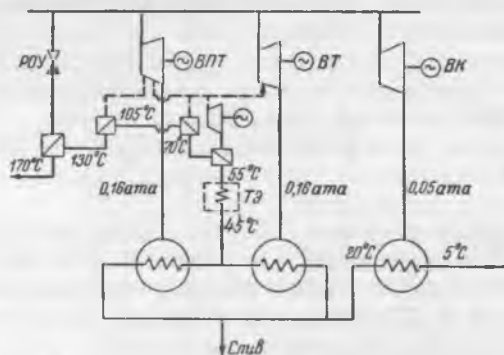 РОУ
ВПТ
ВТ
ВК
105°С
70°С
170°С
130°С
55°С
ТЭ
45°С
0,16ата
0,16ата
0,05ата
20°С
5°С
Слив